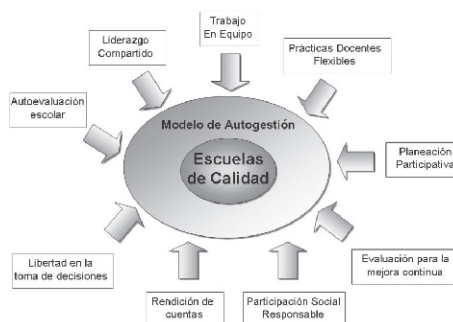 Trabajo
En Equipo
Liderazgo
Compartido
Prácticas Docentes
Flexibles
Autoevaluación
escolar
Modelo de Autogestión
Escuelas
de Calidad
Planeación
Participativa
Libertad en la
toma de decisiones
Evaluación para la
mejora continua
Rendición de
cuentas
Participación Social
Responsable